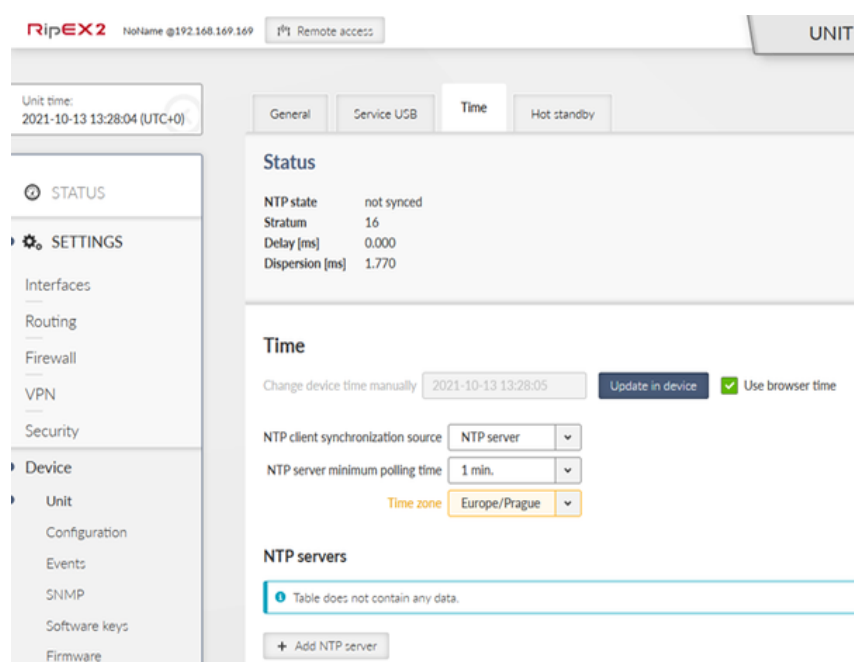 RipEX2 NoName @192.168.169.169 Remote access UNIT
Unit time:
2021-10-13 13:28:04 (UTC+0)
General Service USB Time Hot standby
STATUS
SETTINGS
Interfaces
Routing
Firewall
VPN
Security
Device
Unit
Configuration
Events
SNMP
Software keys
Firmware
Status
NTP state not synced
Stratum 16
Delay [ms] 0.000
Dispersion [ms] 1.770
Time
Change device time manually 2021-10-13 13:28:05 Update in device Use browser time
NTP client synchronization source NTP server
NTP server minimum polling time 1 min.
Time zone Europe/Prague
NTP servers
Table does not contain any data.
+ Add NTP server